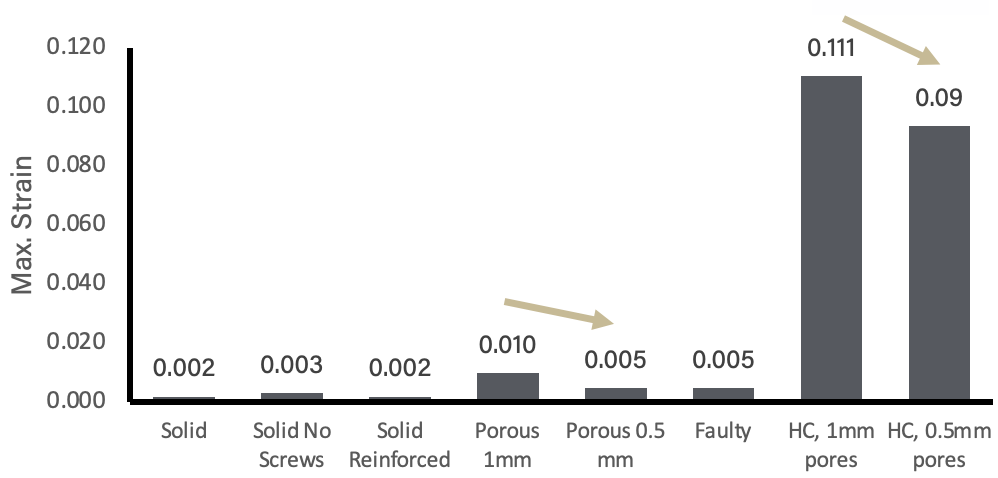 Max. Strain
0.120
0.100
0.080
0.060
0.040
0.020
0.000
0.002
0.003
0.002
0.010
0.005
0.005
0.111
0.09
Solid
Solid No
Screws
Solid
Reinforced
Porous
1mm
Porous 0.5
mm
Faulty
HC, 1mm
pores
HC, 0.5mm
pores